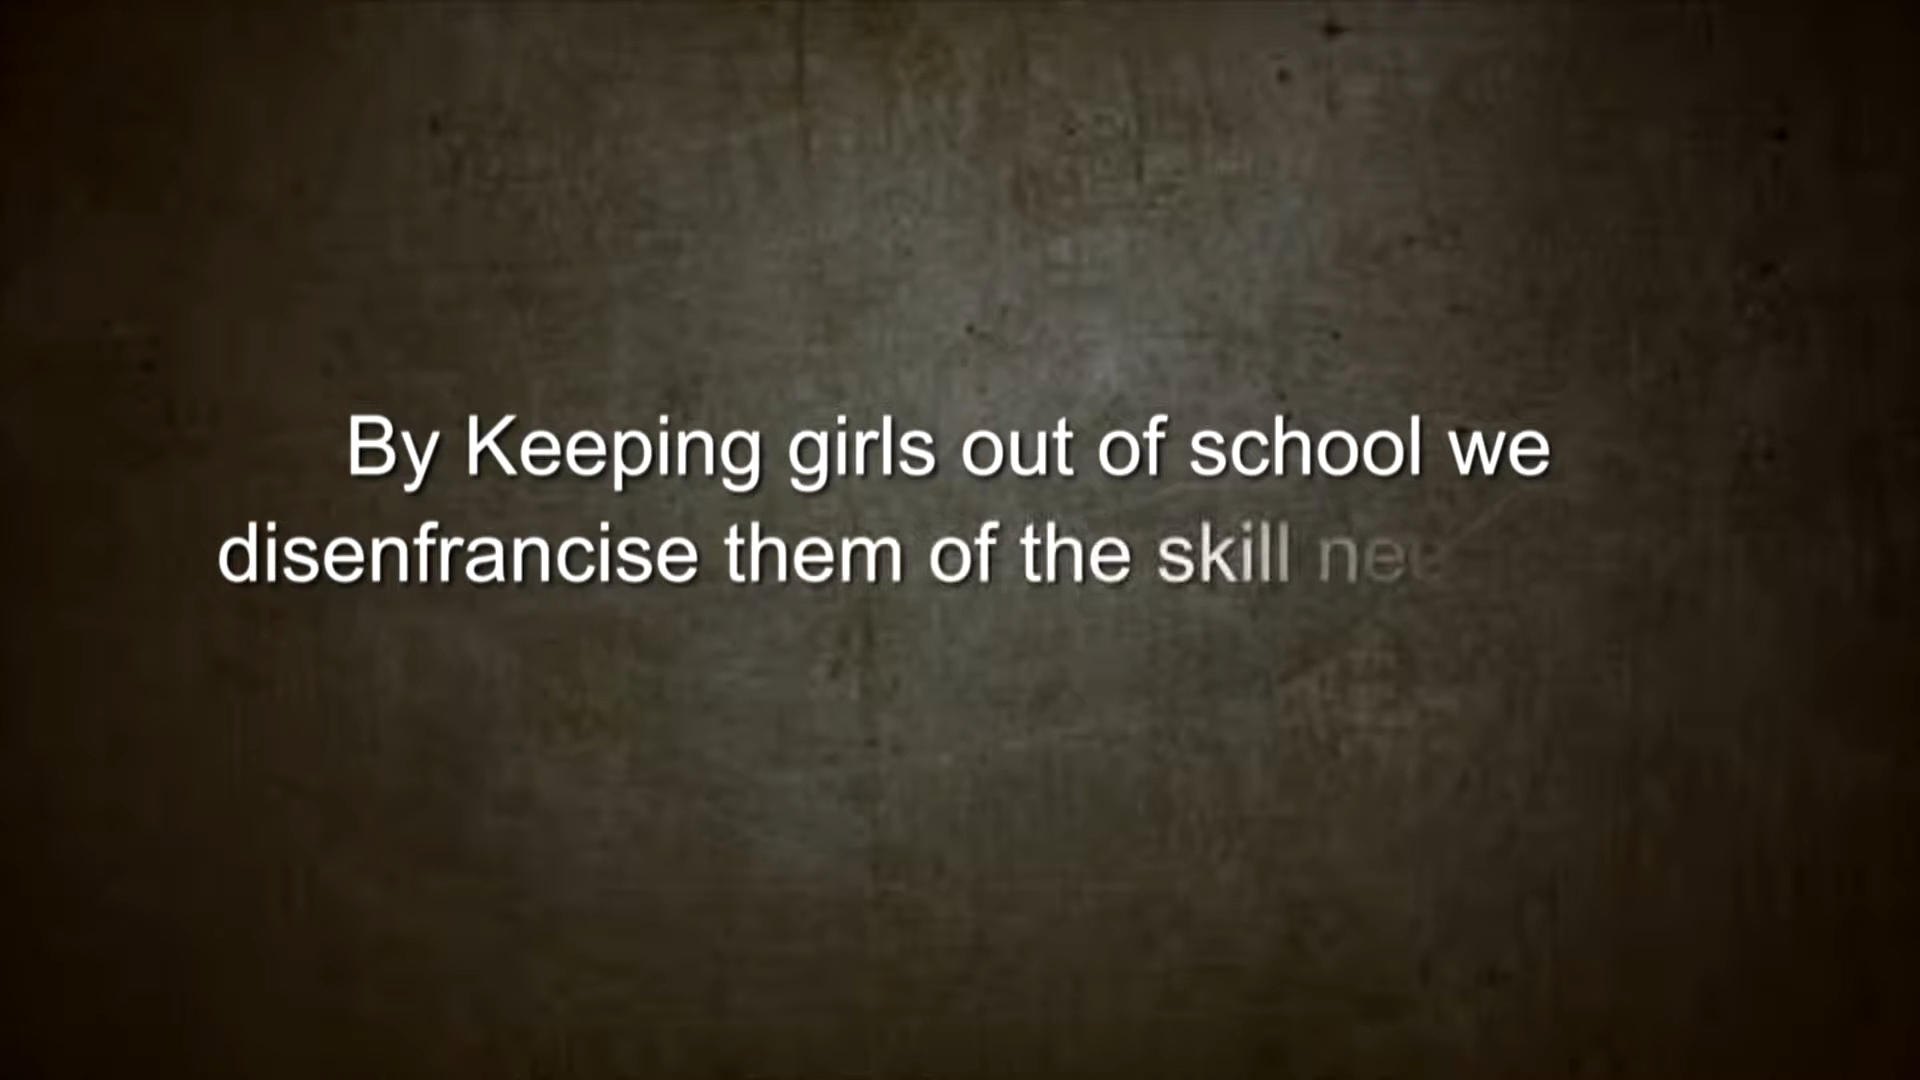 By Keeping girls out of school we
disenfrancise them of the skill